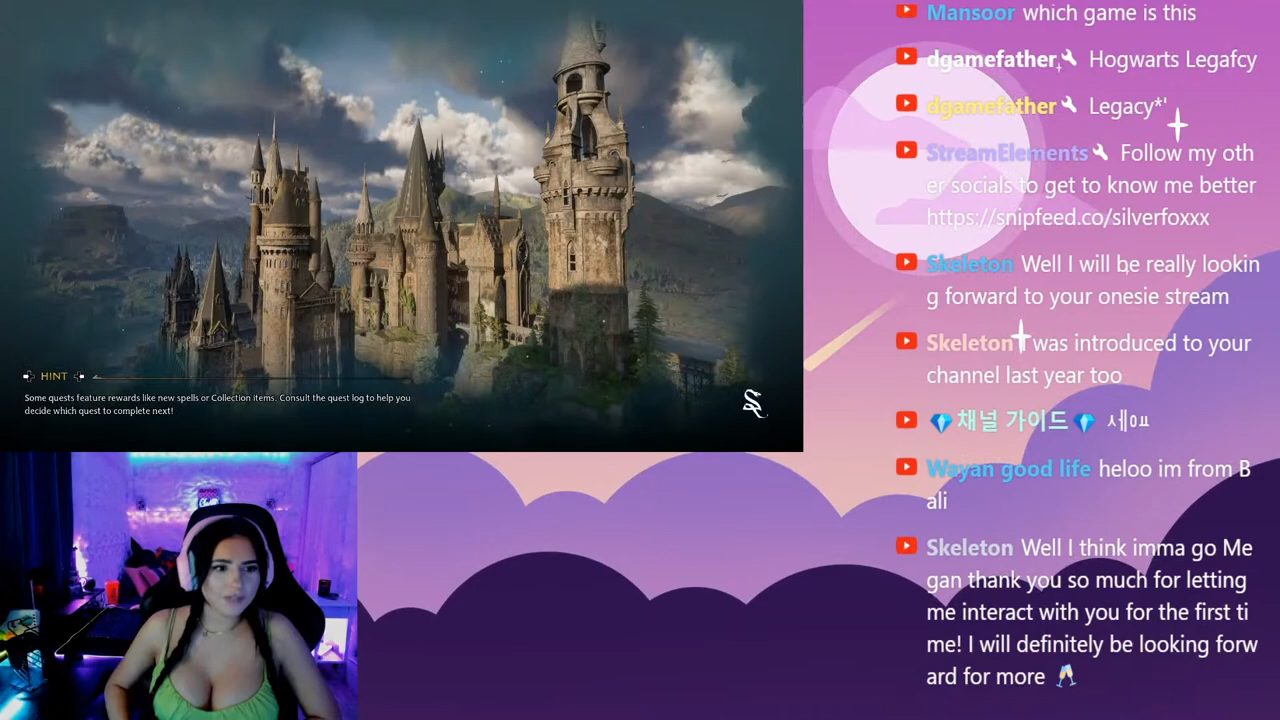 Mansoor which game is this
dgamefather Hogwarts Legafcy
dgamefather Legacy*'
StreamElements Follow my oth
er socials to get to know me better
https://snipfeed.co/silverfoxxx
Skeleton Well I will be really lookin
g forward to your onesie stream
Skeleton I was introduced to your
channel last year too
채널 가이드 세ㅇㅛ
Wayan good life heloo im from B
ali
Skeleton Well I think imma go Me
gan thank you so much for letting
me interact with you for the first ti
me! I will definitely be looking forw
ard for more 🥂
HINT
Some quests feature rewards like new spells or Collection items. Consult the quest log to help you
decide which quest to complete next!